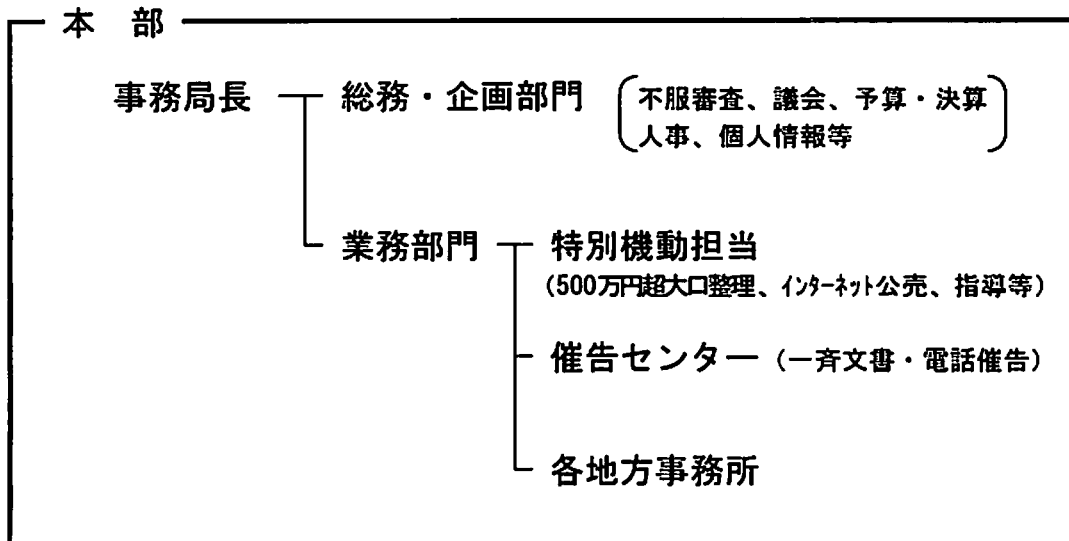 本 部
事務局長 総務・企画部門 不服審査、議会、予算・決算
人事、個人情報等
業務部門 特別機動担当
(500万円超大口整理、インターネット公売、指導等)
催告センター (一斉文書・電話催告)
各地方事務所